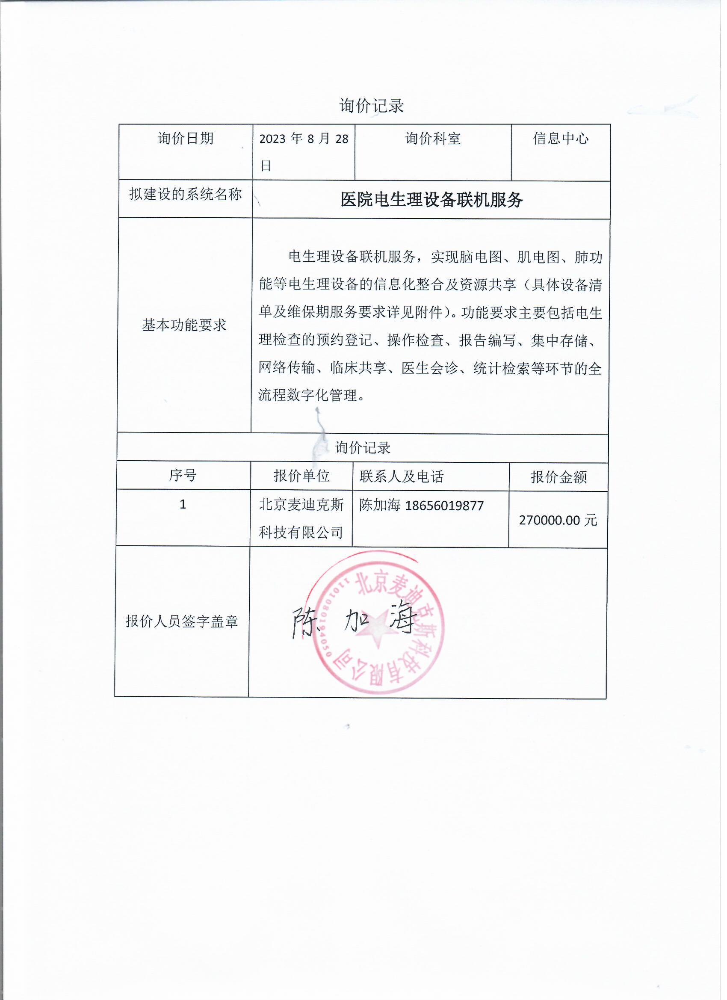 询价记录
询价日期
2023 年 8 月 28
日
询价科室
信息中心
拟建设的系统名称
医院电生理设备联机服务
基本功能要求
电生理设备联机服务，实现脑电图、肌电图、肺功
能等电生理设备的信息化整合及资源共享（具体设备清
单及维保期服务要求详见附件）。功能要求主要包括电生
理检查的预约登记、操作检查、报告编写、集中存储、
网络传输、临床共享、医生会诊、统计检索等环节的全
流程数字化管理。
询价记录
序号
报价单位
联系人及电话
报价金额
1
北京麦迪克斯
科技有限公司
陈加海 18656019877
270000.00 元
报价人员签字盖章
陈加海
北京麦迪克斯科技有限公司
1101080194050